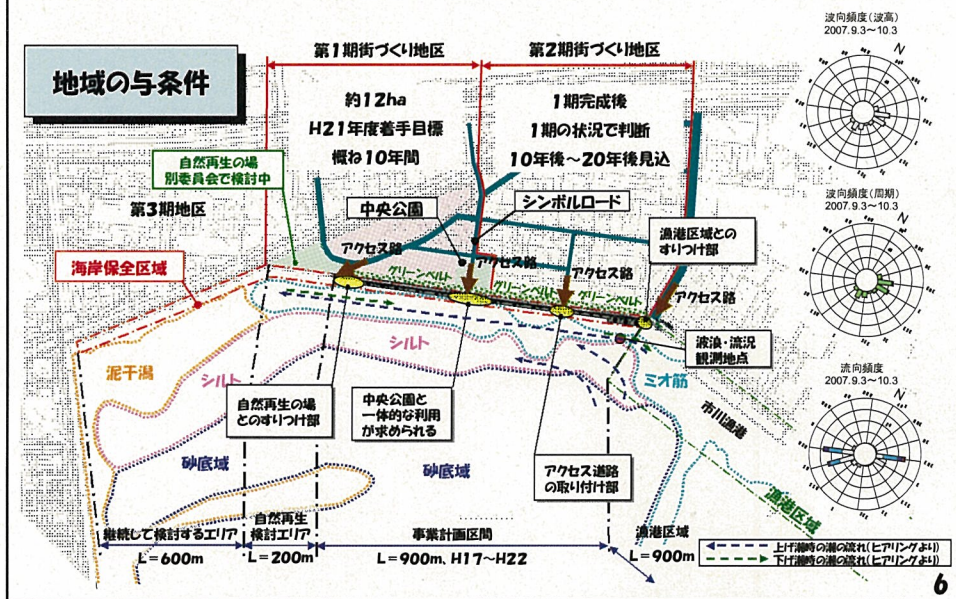 地域の与条件
第1期街づくり地区
第2期街づくり地区
約12ha
H21年度着手目標
概ね10年間
1期完成後
1期の状況で判断
10年後～20年後見込
自然再生の場
別委員会で検討中
第3期地区
中央公園
シンボルロード
漁港区域との
すりつけ部
海岸保全区域
アクセス路
アクセス路
アクセス路
アクセス路
グリーンベルト
グリーンベルト
グリーンベルト
泥干潟
シルト
シルト
ミオ筋
波浪・流況
観測地点
市川漁港
自然再生の場
とのすりつけ部
中央公園と
一体的な利用
が求められる
アクセス道路
の取り付け部
砂底域
砂底域
漁港区域
継続して検討するエリア
L=600m
自然再生
検討エリア
L=200m
事業計画区間
L=900m、H17～H22
漁港区域
L=900m
上げ潮時の潮の流れ(ヒアリングより)
下げ潮時の潮の流れ(ヒアリングより)
波向頻度(波高)
2007.9.3～10.3
N
波向頻度(周期)
2007.9.3～10.3
N
流向頻度
2007.9.3～10.3
N
6